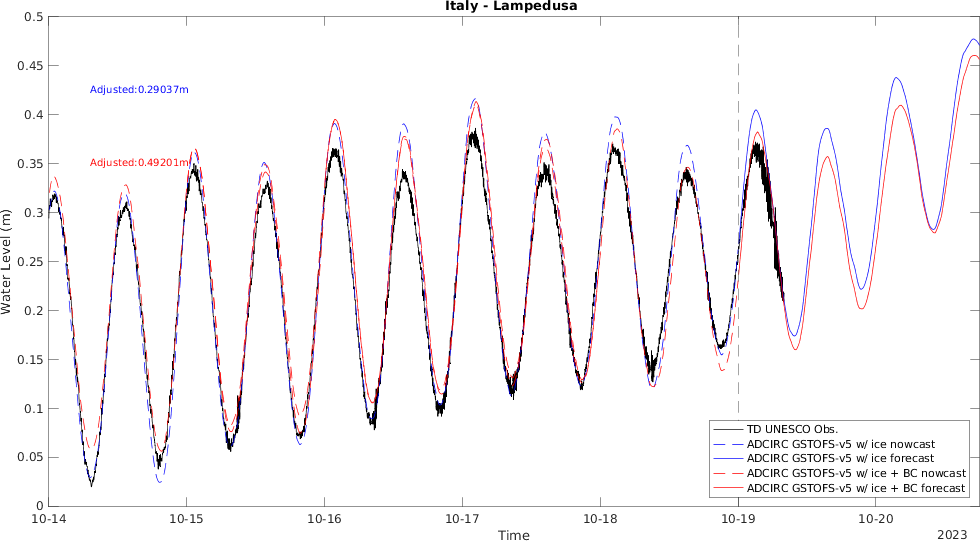 Italy - Lampedusa
0.5
0.45
0.4
0.35
0.3
0.25
0.2
0.15
0.1
0.05
0
Water Level (m)
Adjusted:0.29037m
Adjusted:0.49201m
TD UNESCO Obs.
ADCIRC GSTOFS-v5 w/ ice nowcast
ADCIRC GSTOFS-v5 w/ ice forecast
ADCIRC GSTOFS-v5 w/ ice + BC nowcast
ADCIRC GSTOFS-v5 w/ ice + BC forecast
10-14 10-15 10-16 10-17 10-18 10-19 10-20
Time
2023